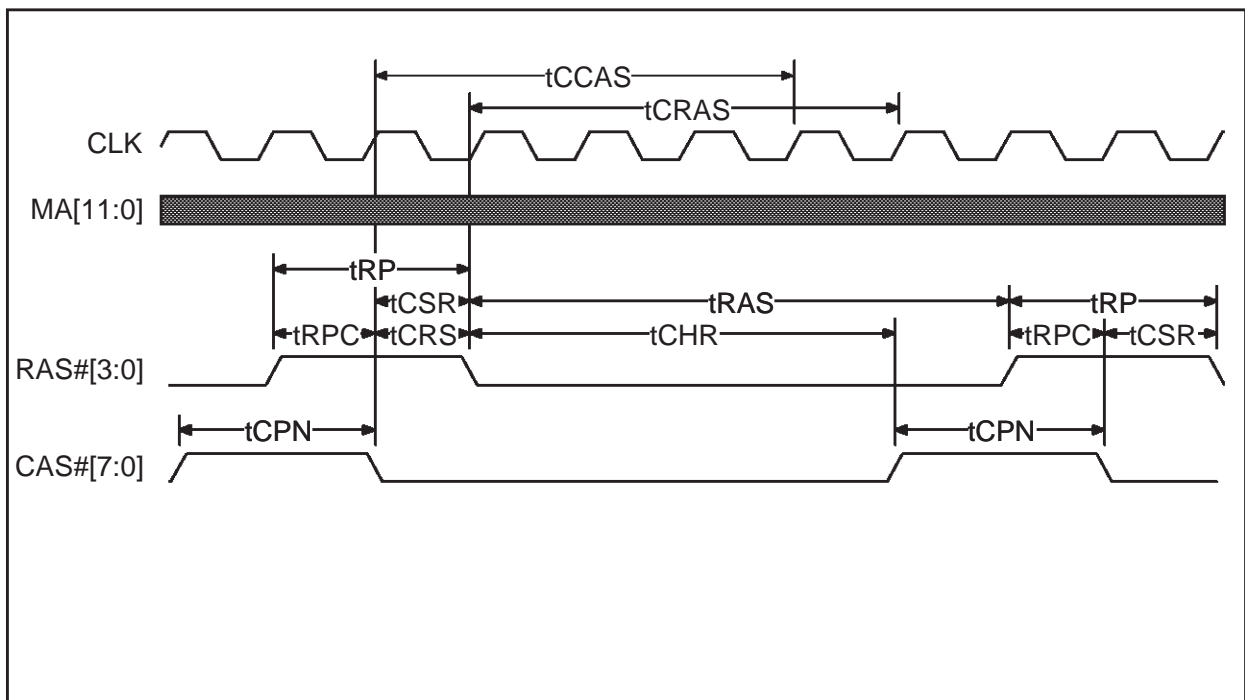 tCCAS
tCRAS
CLK
MA[11:0]
tRP
tCSR
tRAS
tRP
tRPC
tCRS
tCHR
tRPC
tCSR
RAS#[3:0]
tCPN
tCPN
CAS#[7:0]